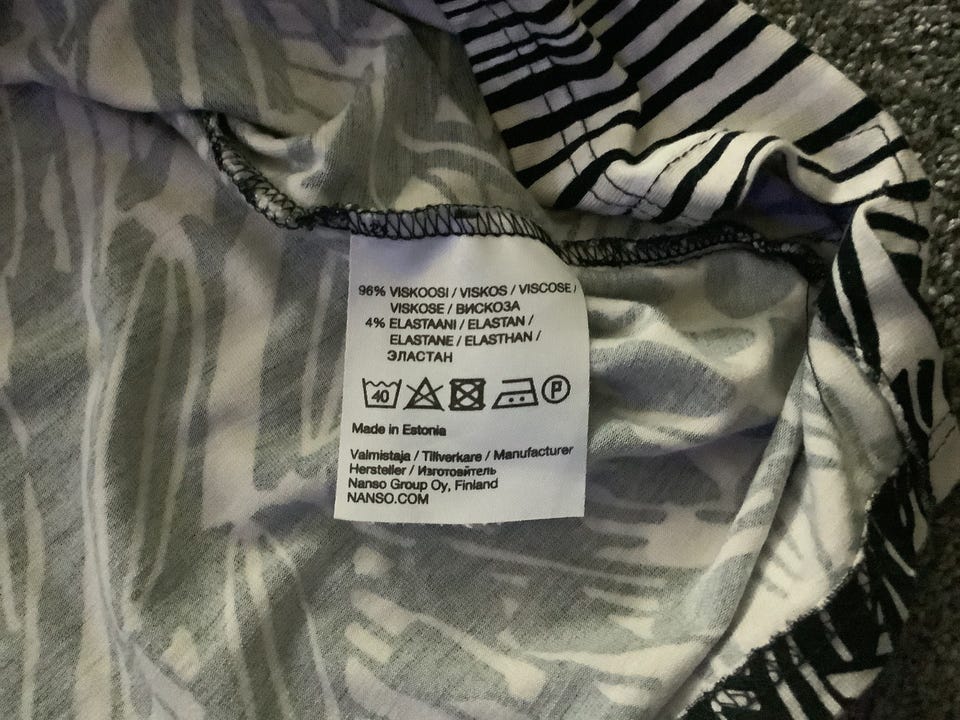 96% VISKOOSI / VISKOS / VISCOSE /
VISKOSE / ВИСКОЗА
4% ELASTAANI / ELASTAN /
ELASTANE / ELASTHAN /
ЭЛАСТАН
40 P
Made in Estonia
Valmistaja / Tillverkare / Manufacturer
Hersteller / Изготовитель
Nanso Group Oy, Finland
NANSO.COM